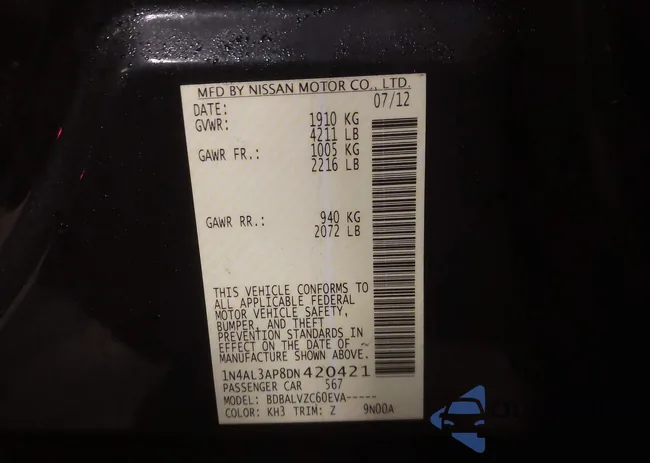 MFD BY NISSAN MOTOR CO., LTD.
DATE: 07/12
GVWR: 1910 KG
4211 LB
GAWR FR.: 1005 KG
2216 LB
GAWR RR.: 940 KG
2072 LB
THIS VEHICLE CONFORMS TO
ALL APPLICABLE FEDERAL
MOTOR VEHICLE SAFETY,
BUMPER, AND THEFT
PREVENTION STANDARDS IN
EFFECT ON THE DATE OF ~
MANUFACTURE SHOWN ABOVE.
1N4AL3AP8DN420421
PASSENGER CAR 567
MODEL: BDBALVZC60EVA-----
COLOR: KH3 TRIM: Z 9N00A